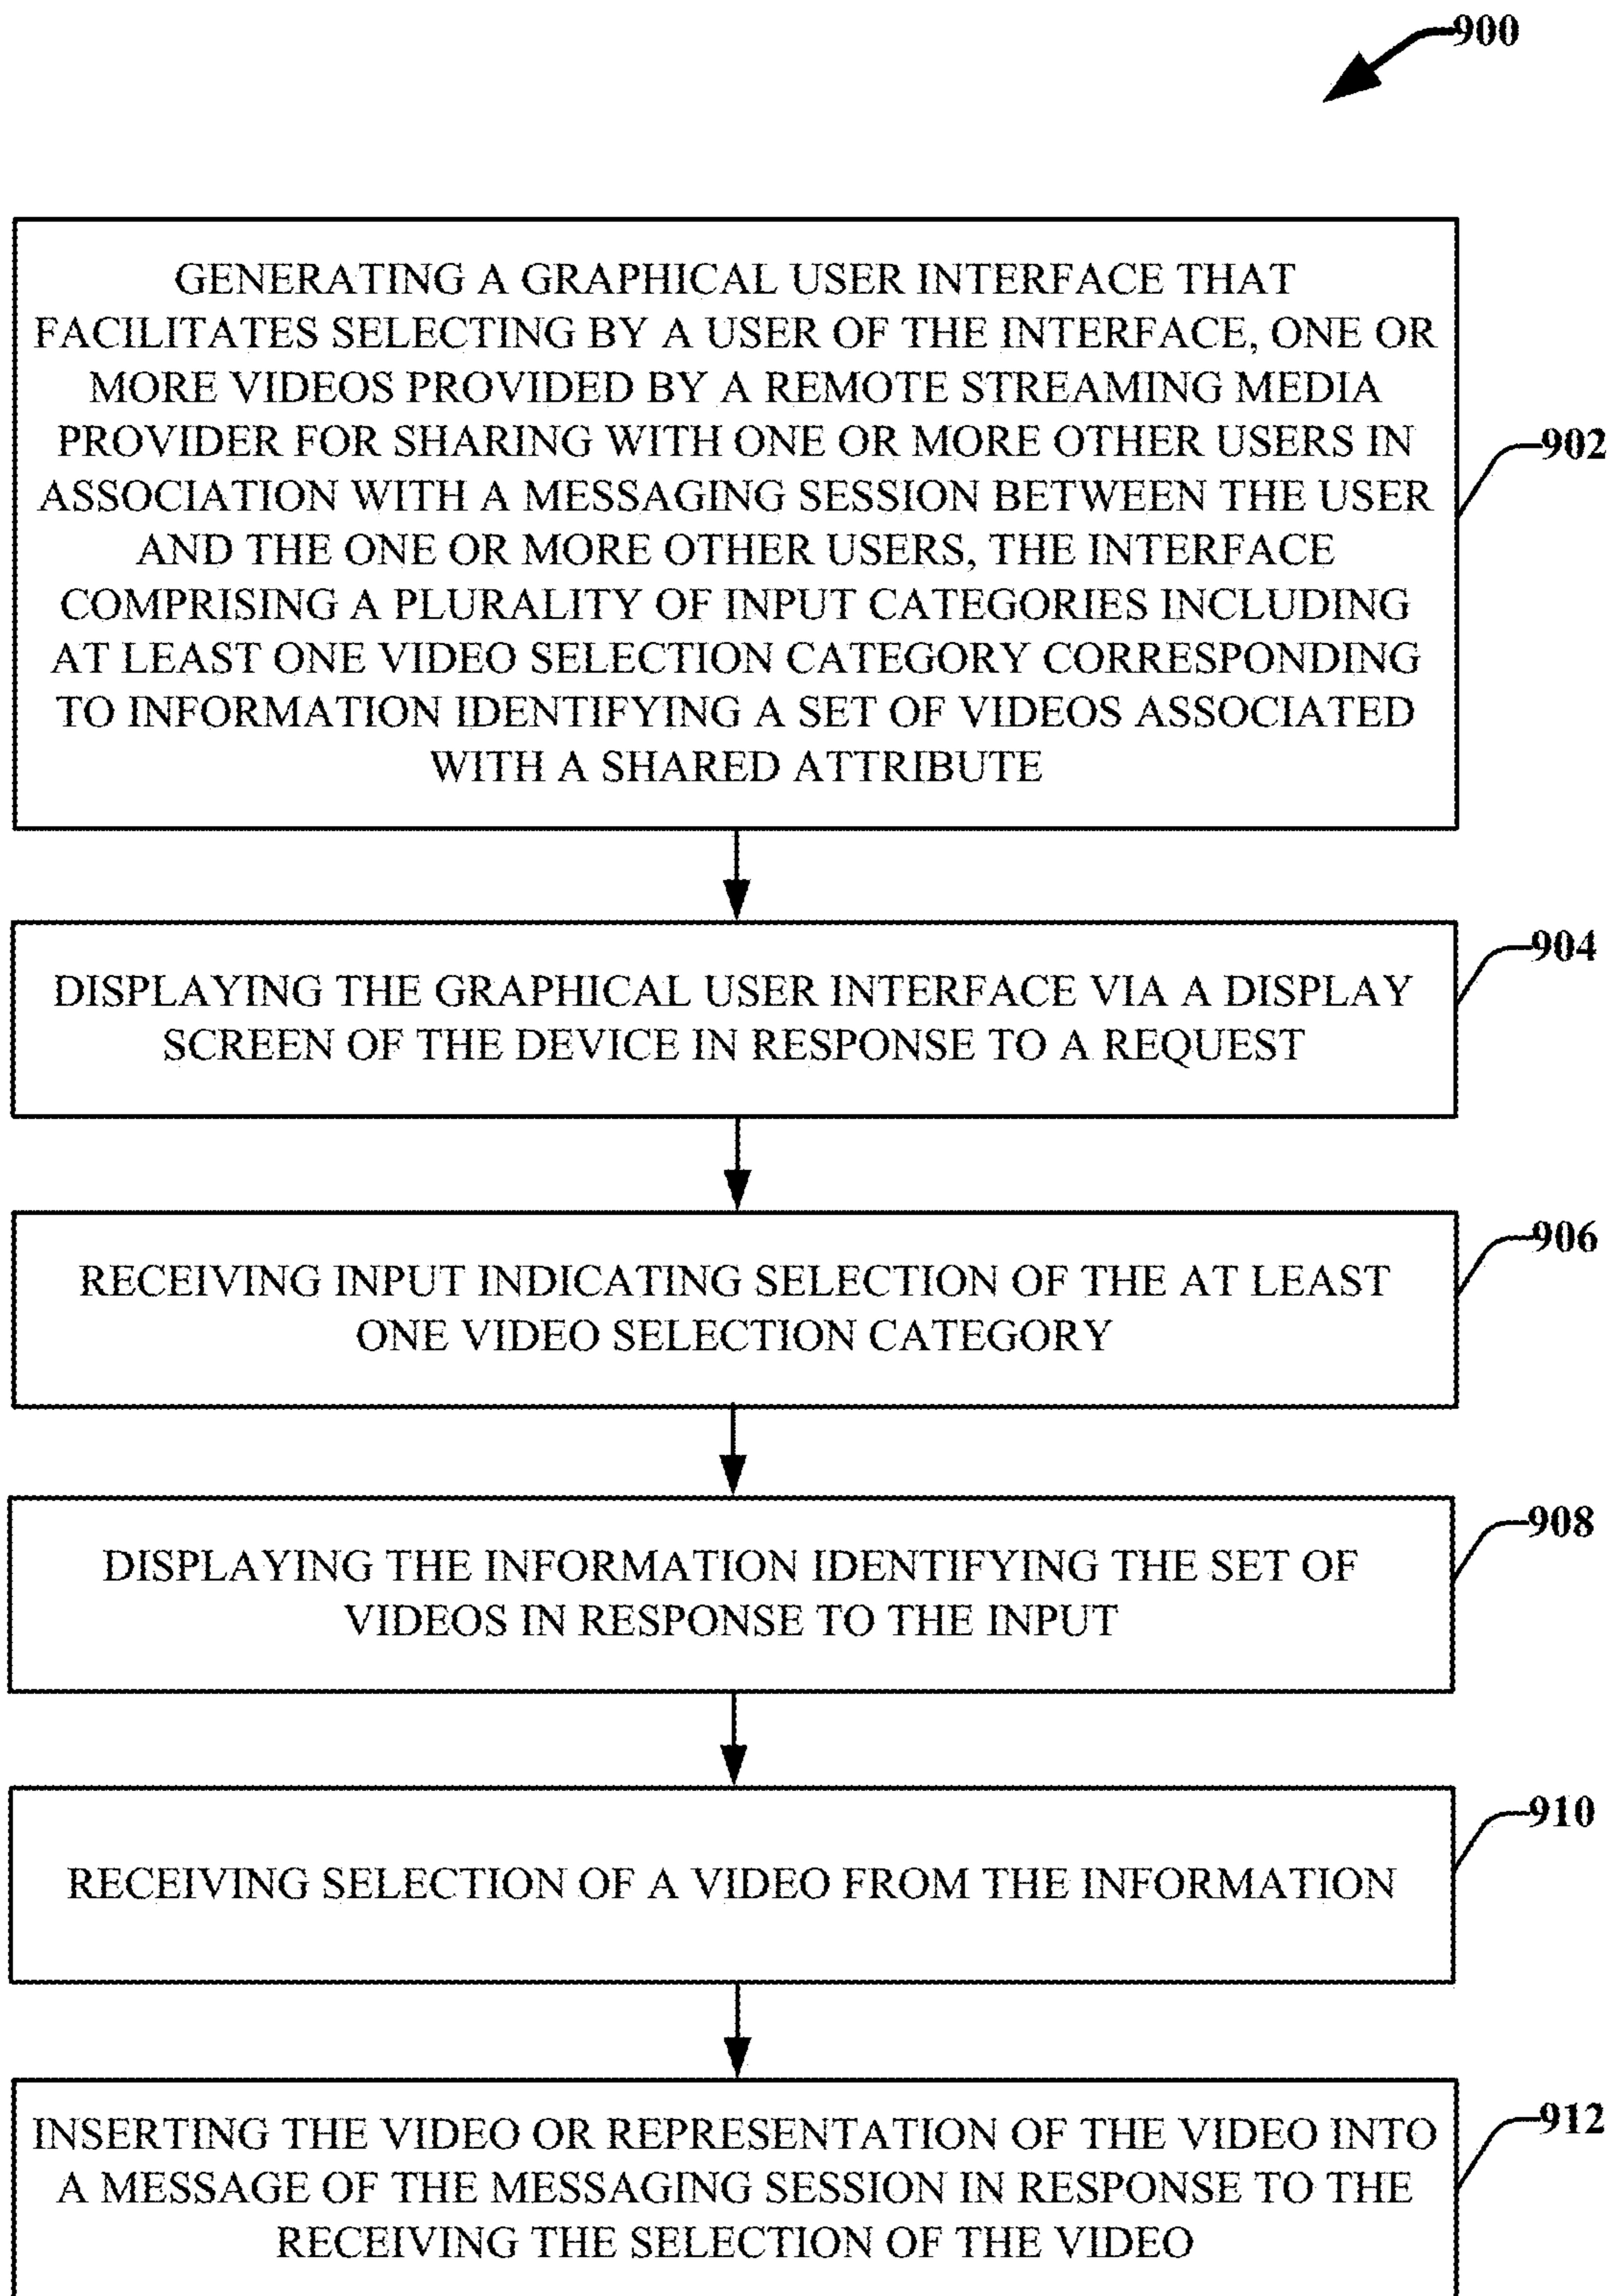 900
GENERATING A GRAPHICAL USER INTERFACE THAT
FACILITATES SELECTING BY A USER OF THE INTERFACE, ONE OR
MORE VIDEOS PROVIDED BY A REMOTE STREAMING MEDIA
PROVIDER FOR SHARING WITH ONE OR MORE OTHER USERS IN
ASSOCIATION WITH A MESSAGING SESSION BETWEEN THE USER
AND THE ONE OR MORE OTHER USERS, THE INTERFACE
COMPRISING A PLURALITY OF INPUT CATEGORIES INCLUDING
AT LEAST ONE VIDEO SELECTION CATEGORY CORRESPONDING
TO INFORMATION IDENTIFYING A SET OF VIDEOS ASSOCIATED
WITH A SHARED ATTRIBUTE
902
DISPLAYING THE GRAPHICAL USER INTERFACE VIA A DISPLAY
SCREEN OF THE DEVICE IN RESPONSE TO A REQUEST
904
RECEIVING INPUT INDICATING SELECTION OF THE AT LEAST
ONE VIDEO SELECTION CATEGORY
906
DISPLAYING THE INFORMATION IDENTIFYING THE SET OF
VIDEOS IN RESPONSE TO THE INPUT
908
RECEIVING SELECTION OF A VIDEO FROM THE INFORMATION
910
INSERTING THE VIDEO OR REPRESENTATION OF THE VIDEO INTO
A MESSAGE OF THE MESSAGING SESSION IN RESPONSE TO THE
RECEIVING THE SELECTION OF THE VIDEO
912